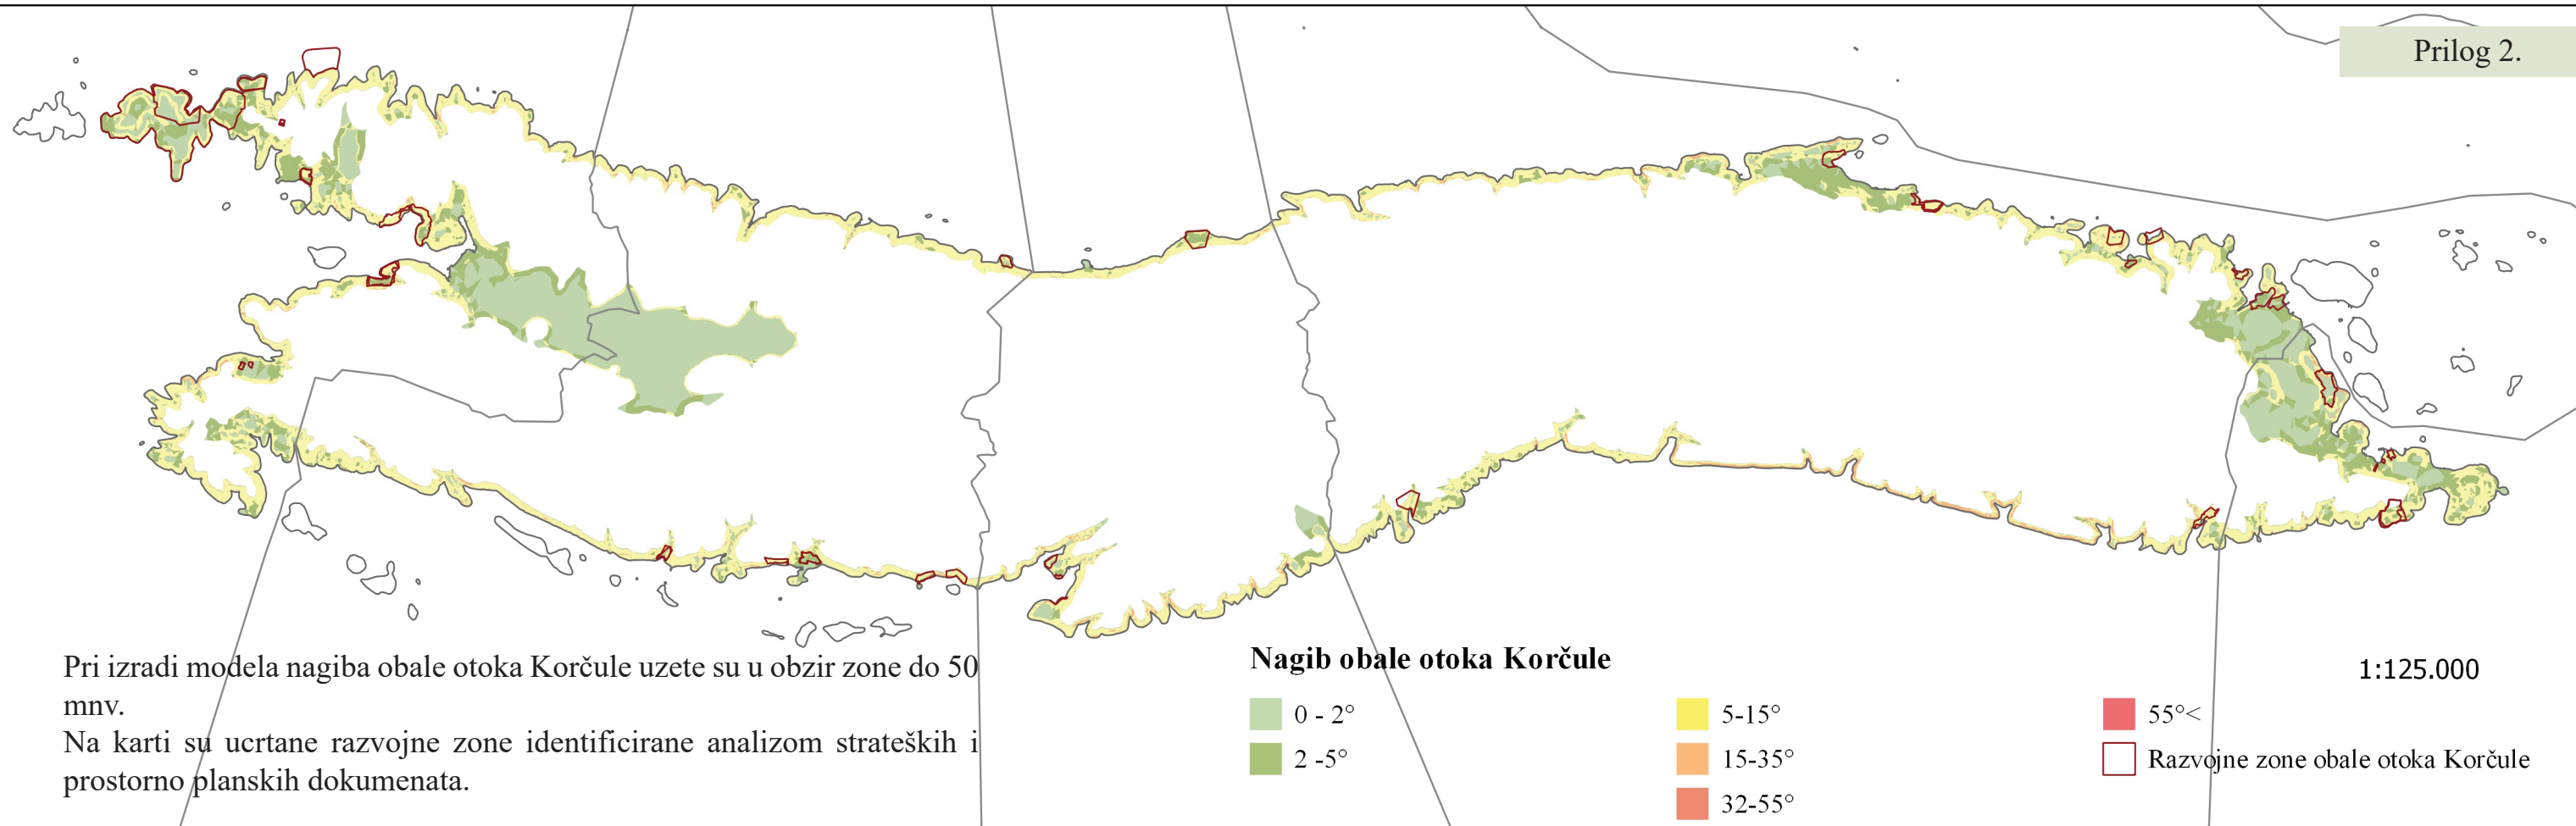 Prilog 2.
Pri izradi modela nagiba obale otoka Korčule uzete su u obzir zone do 50
mnv.
Na karti su ucrtane razvojne zone identificirane analizom strateških i
prostorno planskih dokumenata.
Nagib obale otoka Korčule
0 - 2°
2 -5°
5-15°
15-35°
32-55°
55°<
Razvojne zone obale otoka Korčule
1:125.000